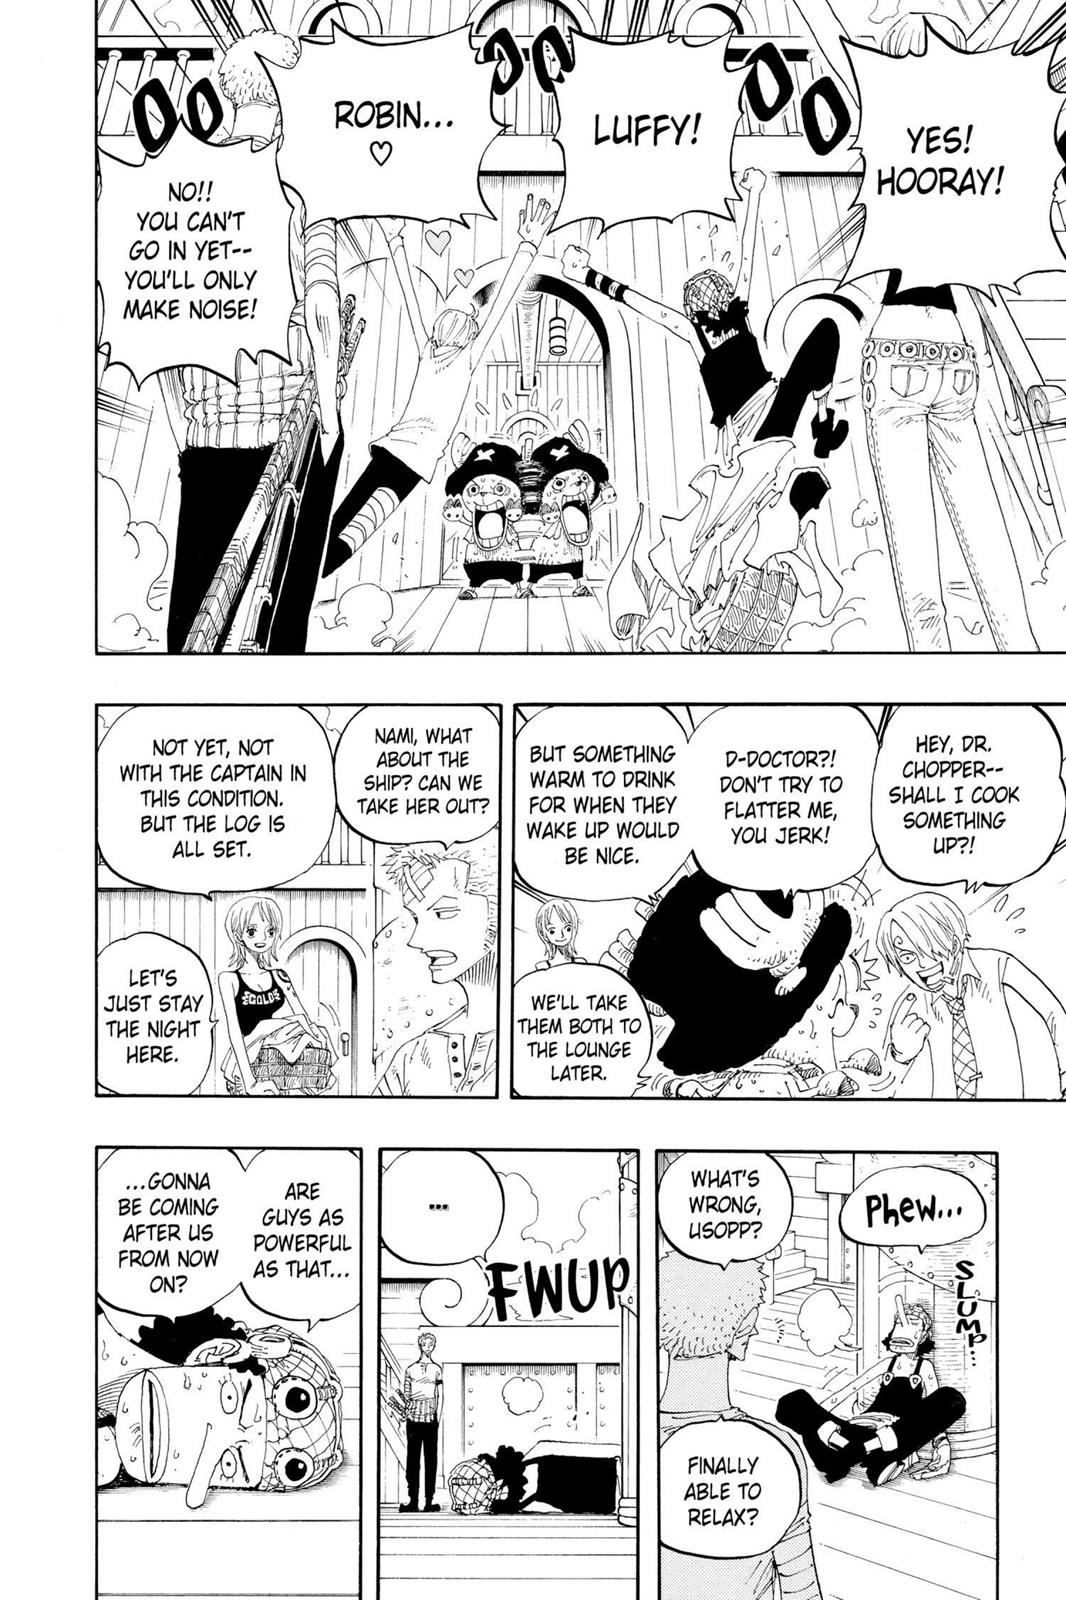 YES!
HOORAY!
LUFFY!
ROBIN...
♡
NO!!
YOU CAN'T
GO IN YET--
YOU'LL ONLY
MAKE NOISE!
HEY, DR.
CHOPPER--
SHALL I COOK
SOMETHING
UP?!
D-DOCTOR?!
DON'T TRY TO
FLATTER ME,
YOU JERK!
BUT SOMETHING
WARM TO DRINK
FOR WHEN THEY
WAKE UP WOULD
BE NICE.
WE'LL TAKE
THEM BOTH TO
THE LOUNGE
LATER.
NAMI, WHAT
ABOUT THE
SHIP? CAN WE
TAKE HER OUT?
NOT YET, NOT
WITH THE CAPTAIN IN
THIS CONDITION.
BUT THE LOG IS
ALL SET.
LET'S
JUST STAY
THE NIGHT
HERE.
GOLD
Phew...
SLUMP...
WHAT'S
WRONG,
USOPP?
FINALLY
ABLE TO
RELAX?
...
FWUP
ARE
GUYS AS
POWERFUL
AS THAT...
...GONNA
BE COMING
AFTER US
FROM NOW
ON?